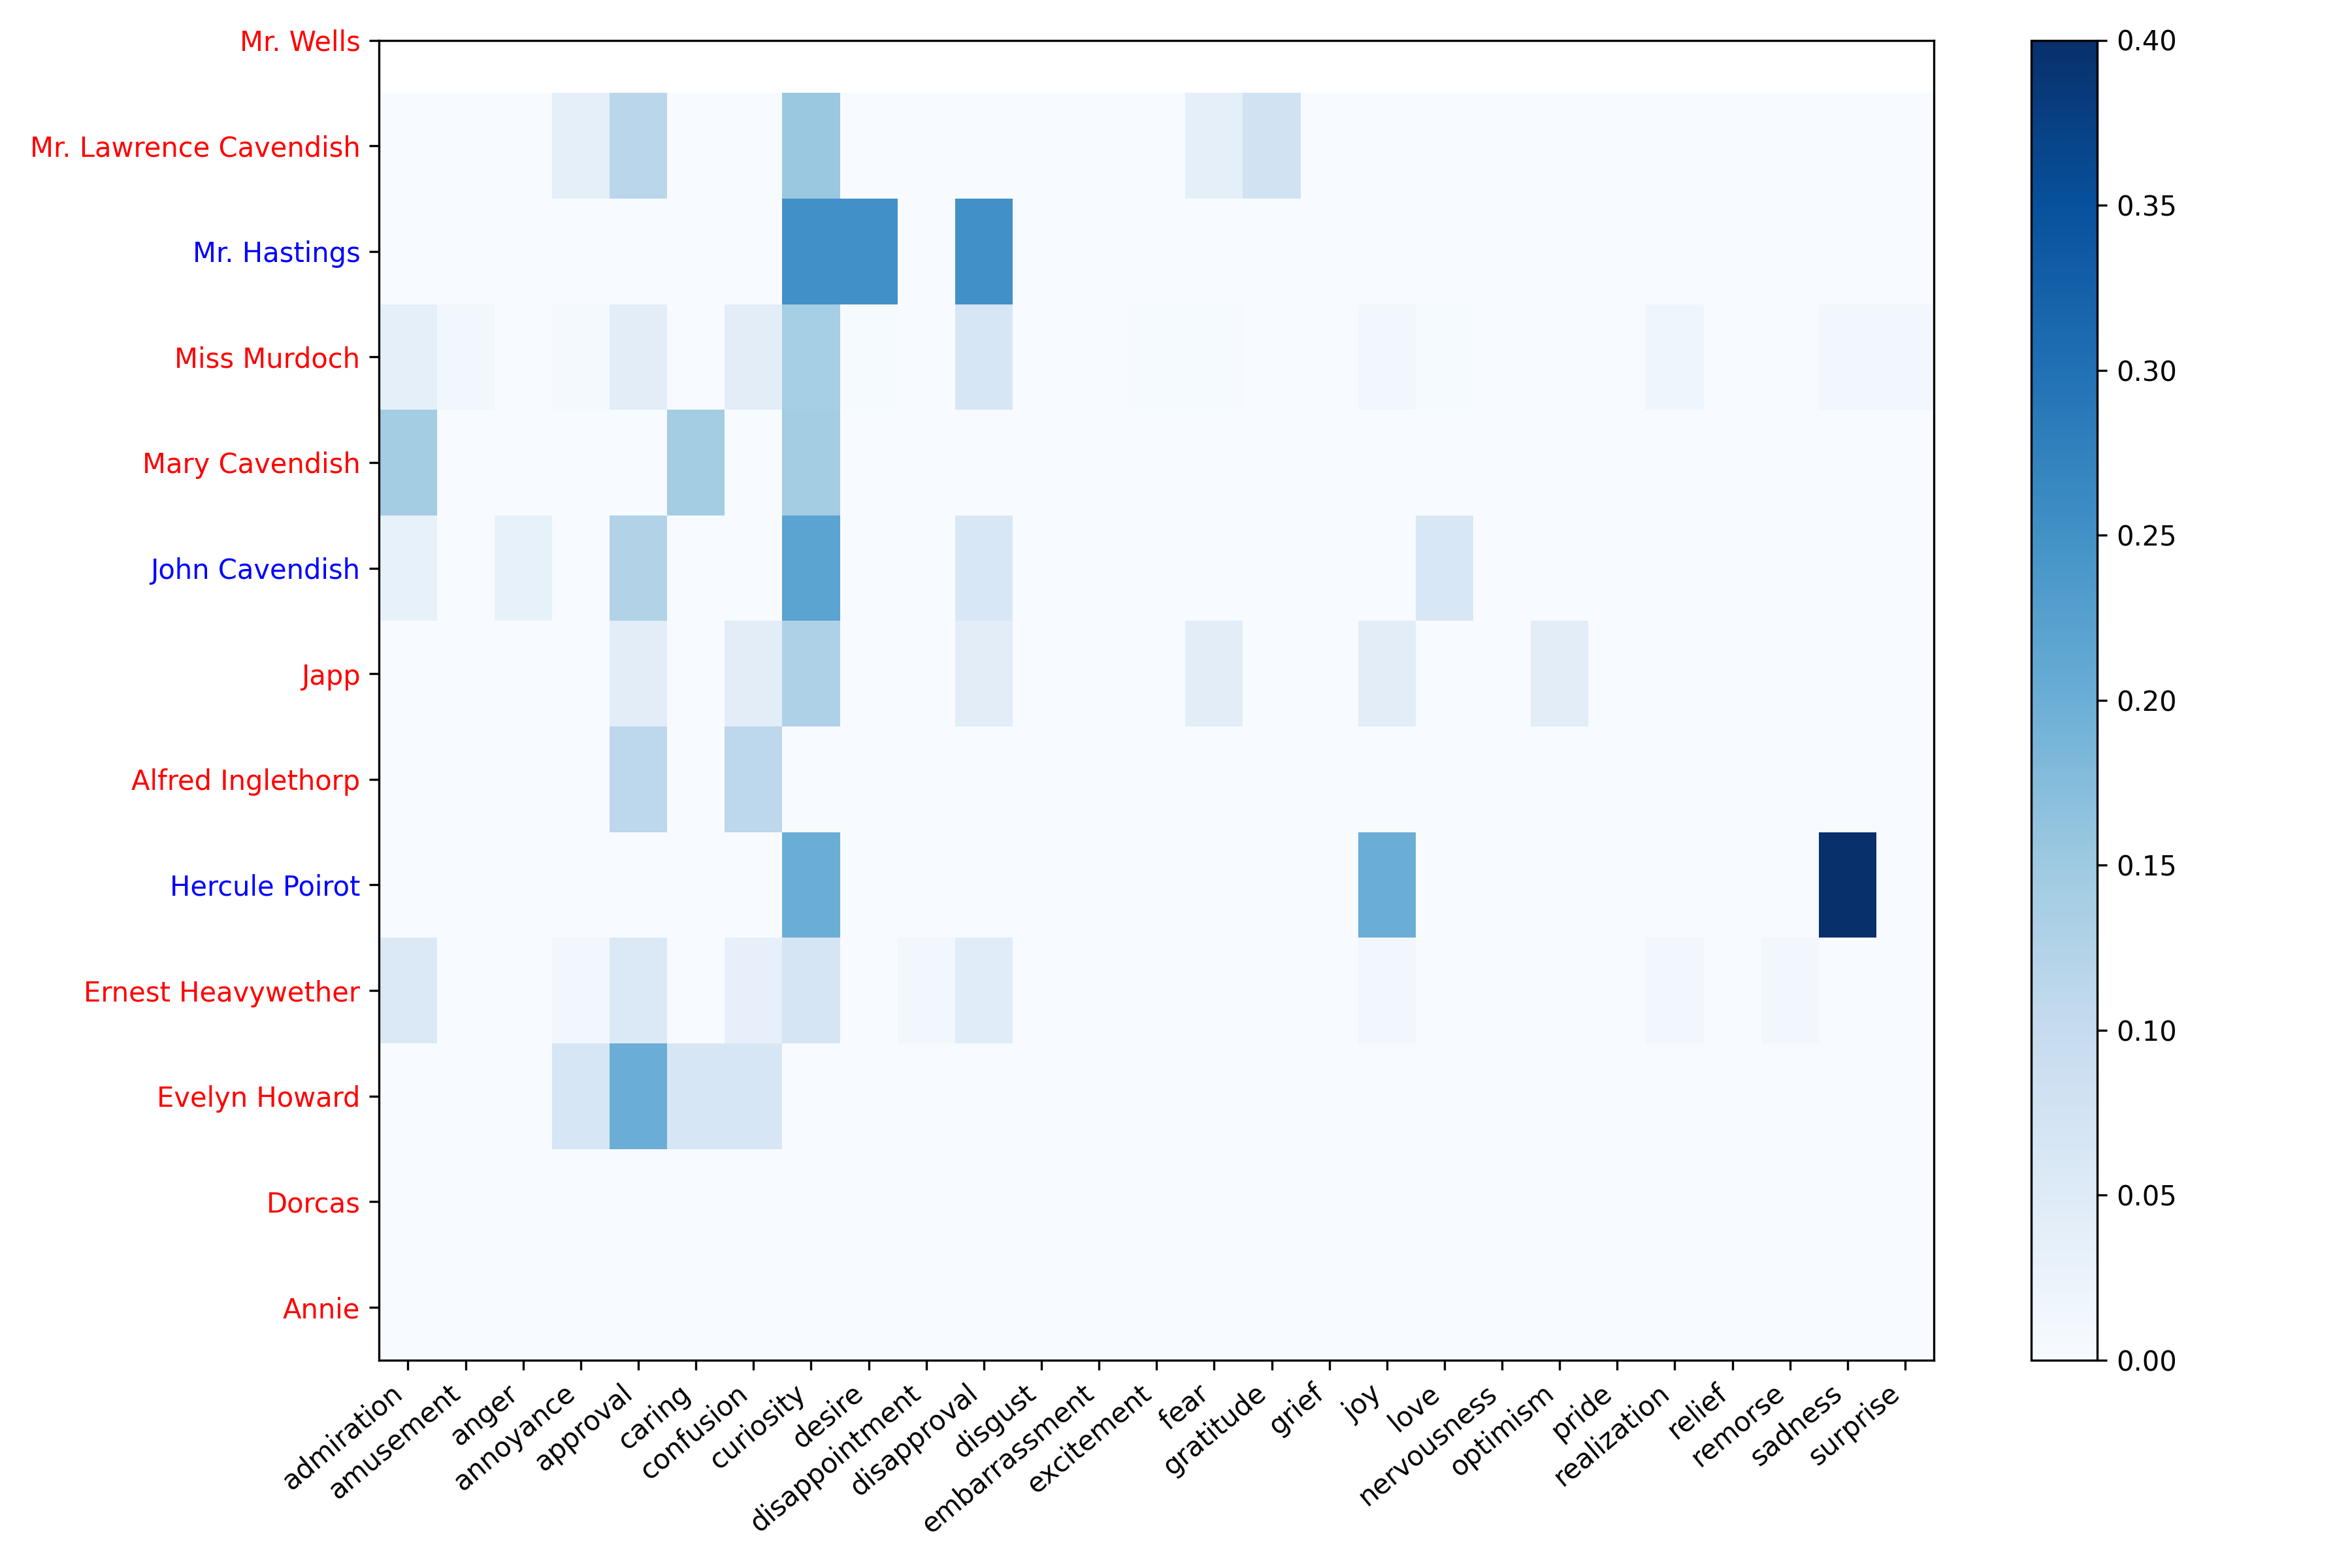 Mr. Wells
Mr. Lawrence Cavendish
Mr. Hastings
Miss Murdoch
Mary Cavendish
John Cavendish
Japp
Alfred Inglethorp
Hercule Poirot
Ernest Heavywether
Evelyn Howard
Dorcas
Annie
admiration
amusement
anger
annoyance
approval
caring
confusion
curiosity
desire
disappointment
disapproval
disgust
embarrassment
excitement
fear
gratitude
grief
joy
love
nervousness
optimism
pride
realization
relief
remorse
sadness
surprise
0.40
0.35
0.30
0.25
0.20
0.15
0.10
0.05
0.00